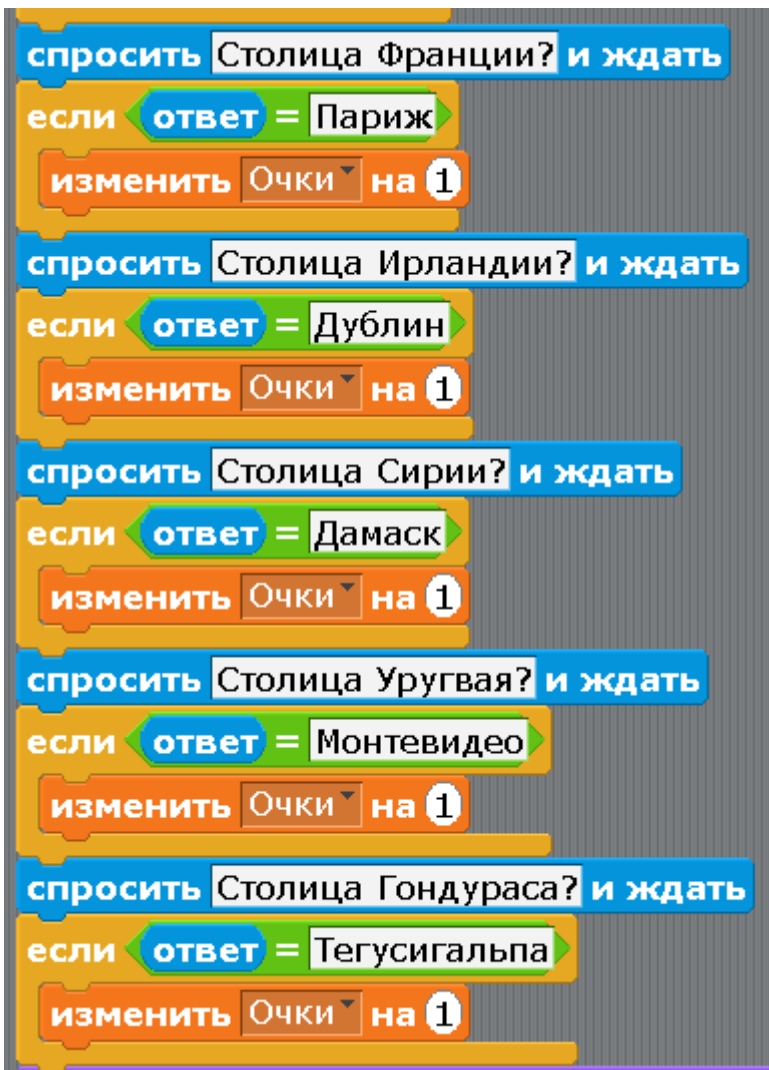 спросить Столица Франции? и ждать
если ответ = Париж
изменить Очки на 1
спросить Столица Ирландии? и ждать
если ответ = Дублин
изменить Очки на 1
спросить Столица Сирии? и ждать
если ответ = Дамаск
изменить Очки на 1
спросить Столица Уругвая? и ждать
если ответ = Монтевидео
изменить Очки на 1
спросить Столица Гондураса? и ждать
если ответ = Тегусигальпа
изменить Очки на 1